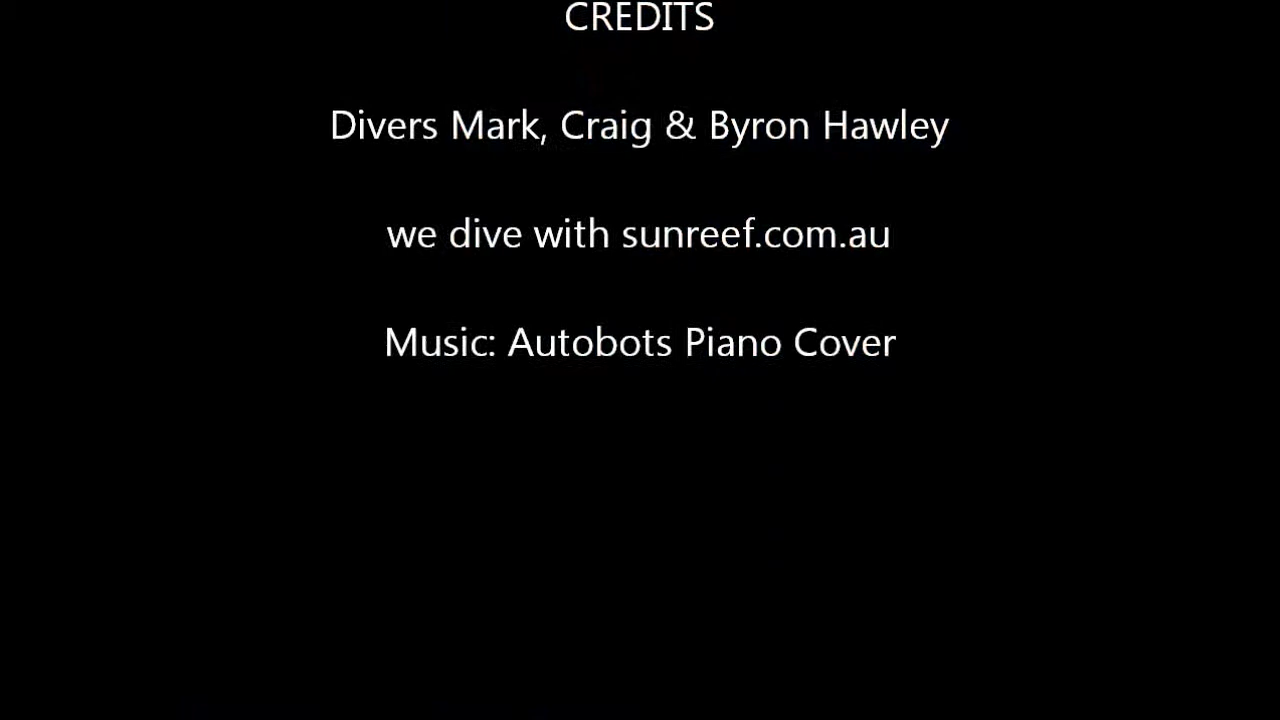 CREDITS
Divers Mark, Craig & Byron Hawley
we dive with sunreef.com.au
Music: Autobots Piano Cover